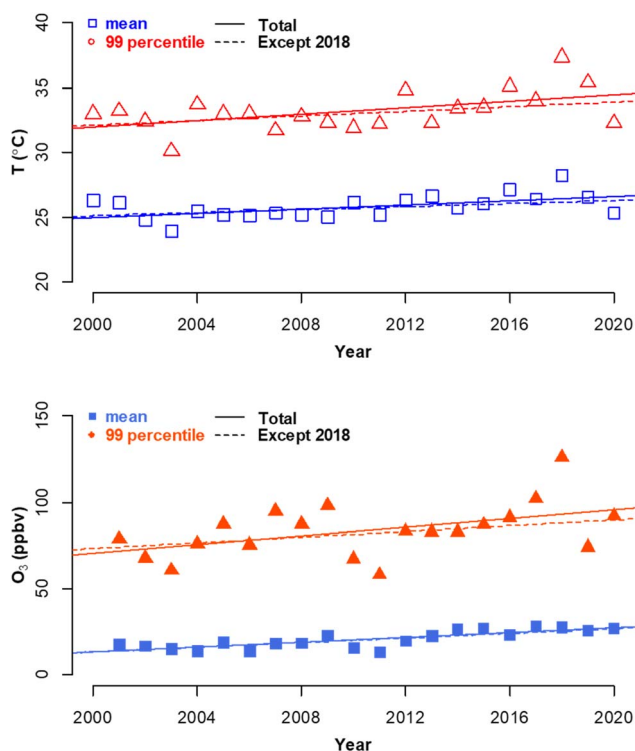 mean Total
99 percentile Except 2018
40
35
30
25
20
T (°C)
2000 2004 2008 2012 2016 2020
Year
mean Total
99 percentile Except 2018
150
100
50
0
O₃ (ppbv)
2000 2004 2008 2012 2016 2020
Year